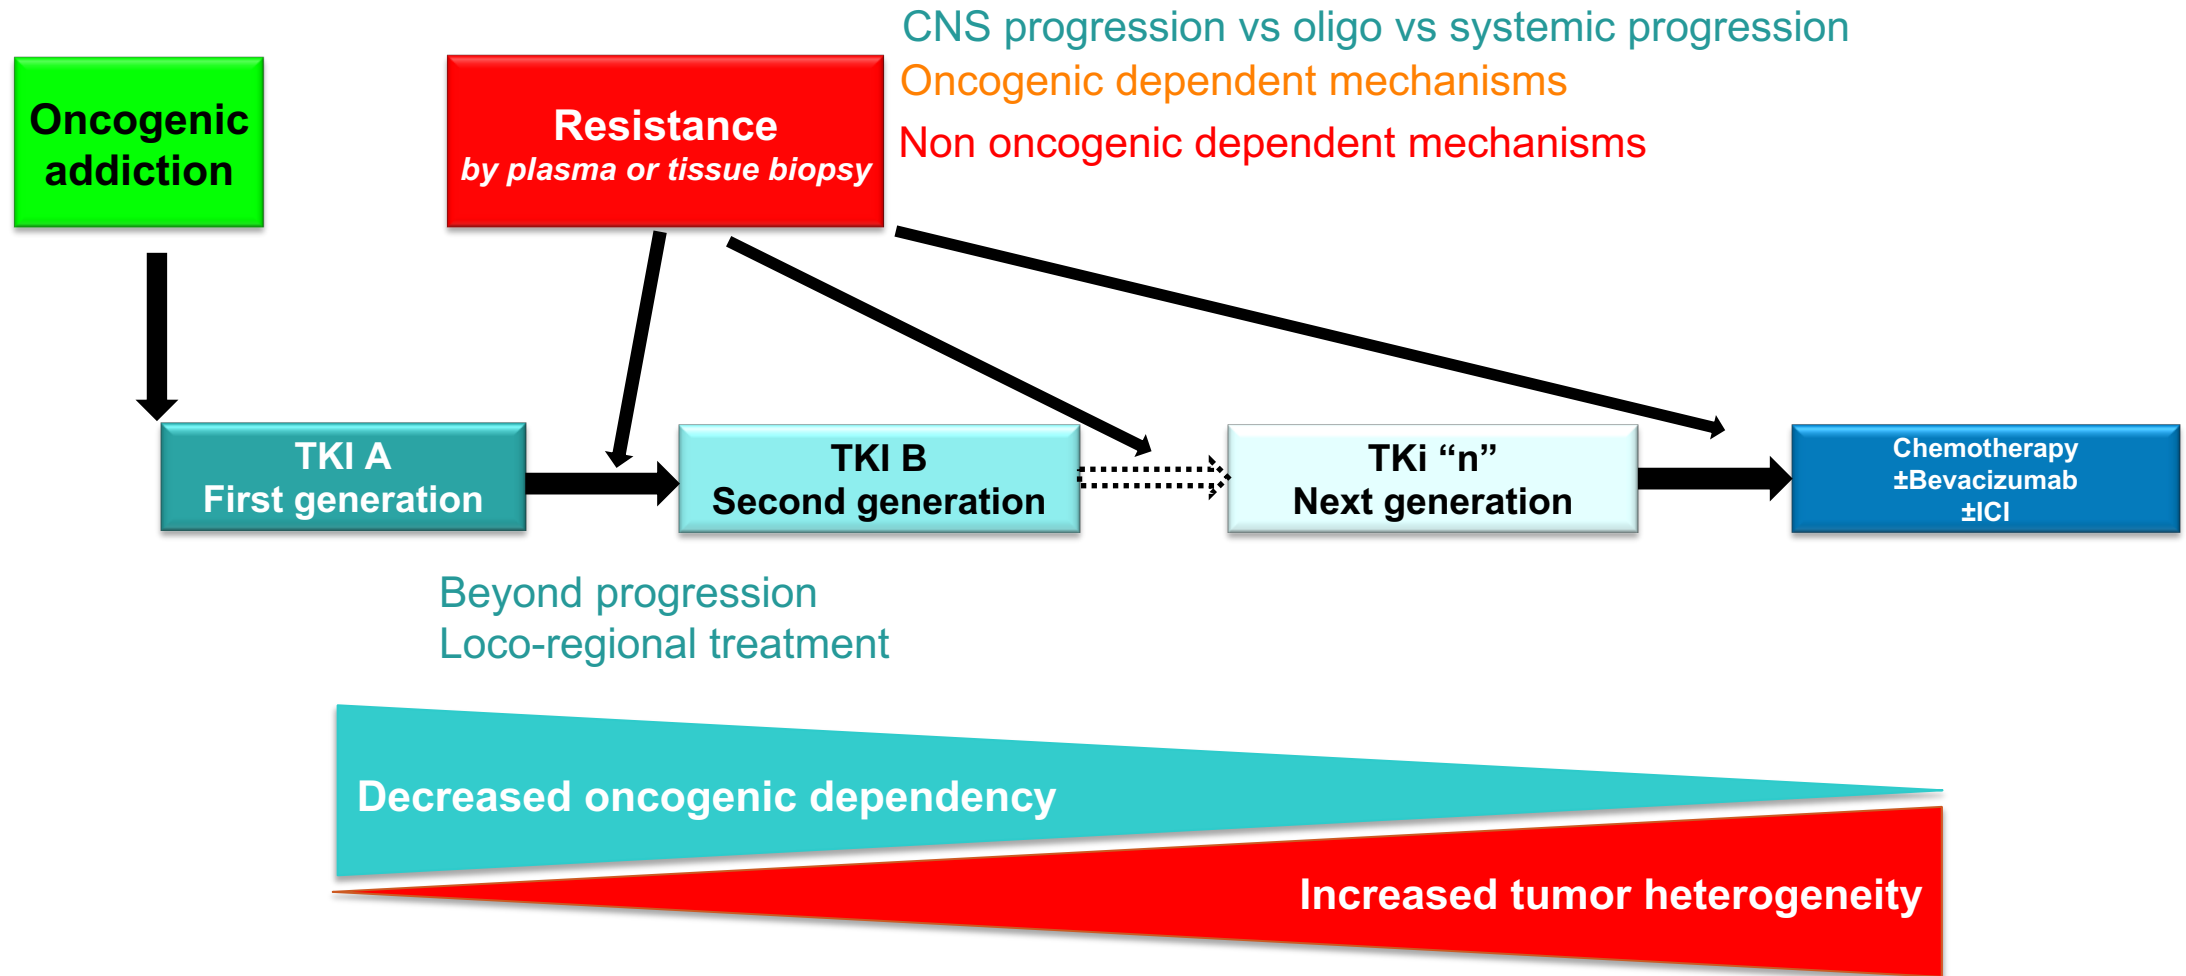 CNS progression vs oligo vs systemic progression
Oncogenic dependent mechanisms
Non oncogenic dependent mechanisms
Oncogenic
addiction
Resistance
by plasma or tissue biopsy
TKI A
First generation
TKI B
Second generation
TKi “n”
Next generation
Chemotherapy
±Bevacizumab
±ICI
Beyond progression
Loco-regional treatment
Decreased oncogenic dependency
Increased tumor heterogeneity